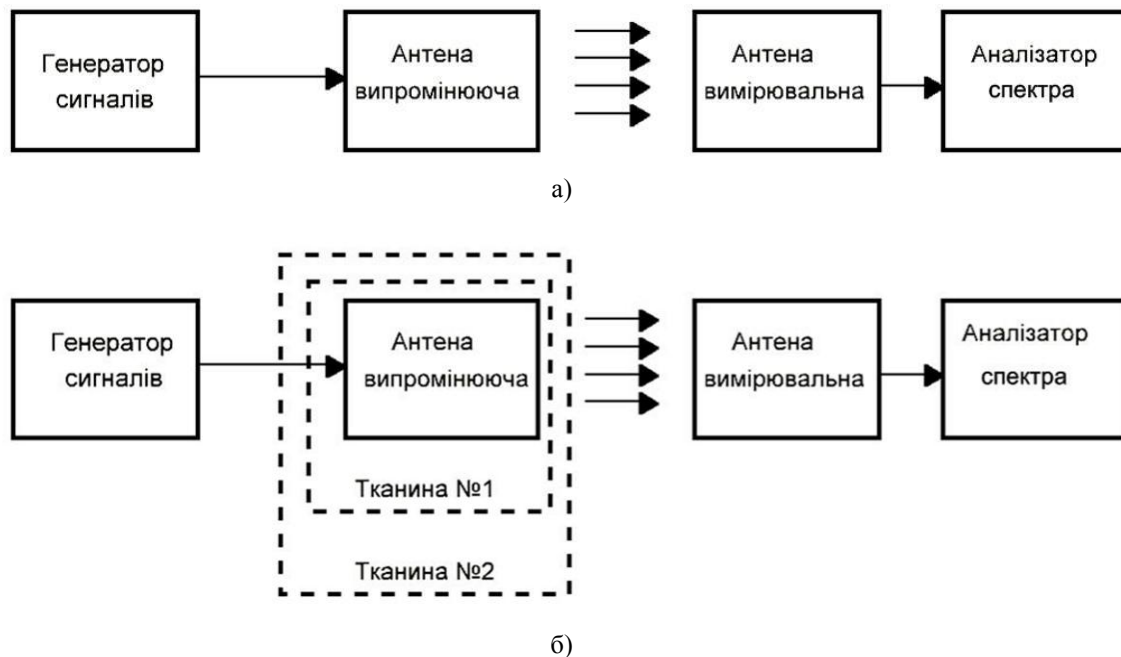 Генератор
сигналів
Антена
випромінююча
Антена
вимірювальна
Аналізатор
спектра
а)
Генератор
сигналів
Антена
випромінююча
Тканина №1
Тканина №2
Антена
вимірювальна
Аналізатор
спектра
б)